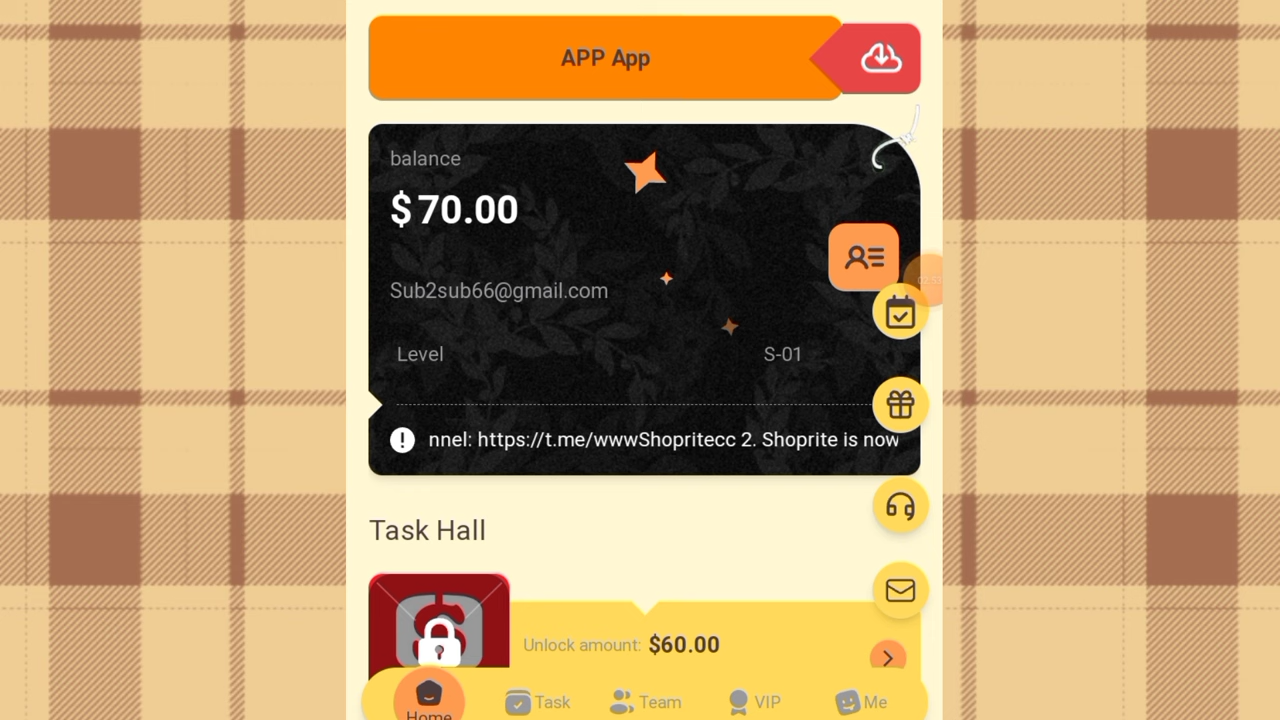 APP App
balance
$70.00
Sub2sub66@gmail.com
Level S-01
nnel: https://t.me/wwwShopritecc 2. Shoprite is now
Task Hall
Unlock amount: $60.00
Home Task Team VIP Me